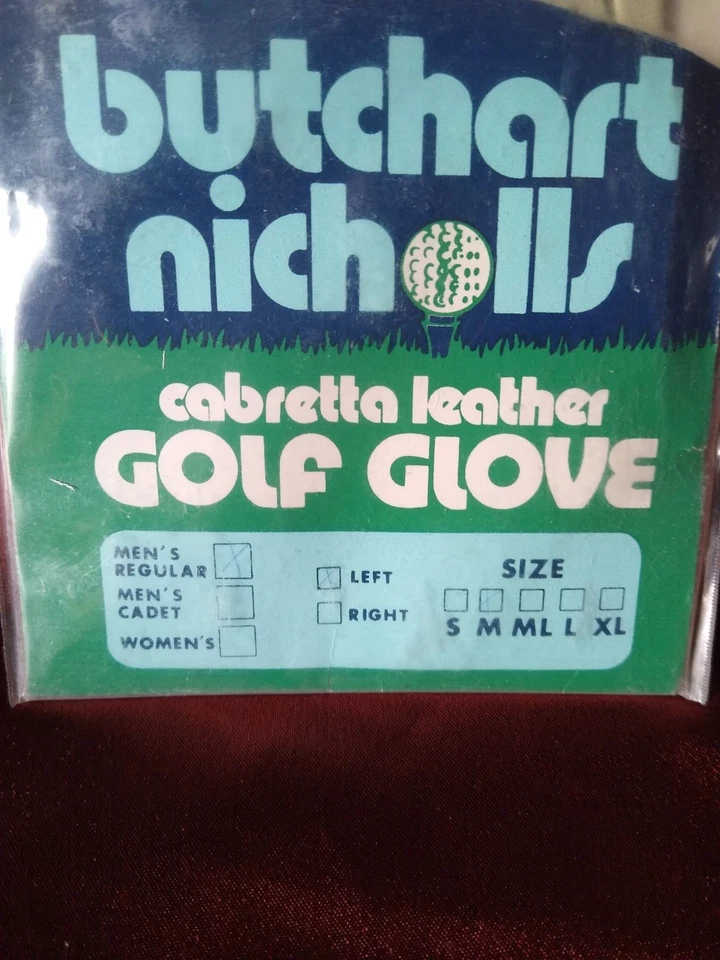 butchart
nicholls
cabretta leather
GOLF GLOVE
MEN'S
REGULAR
MEN'S
CADET
WOMEN'S
LEFT
RIGHT
SIZE
S M ML L XL